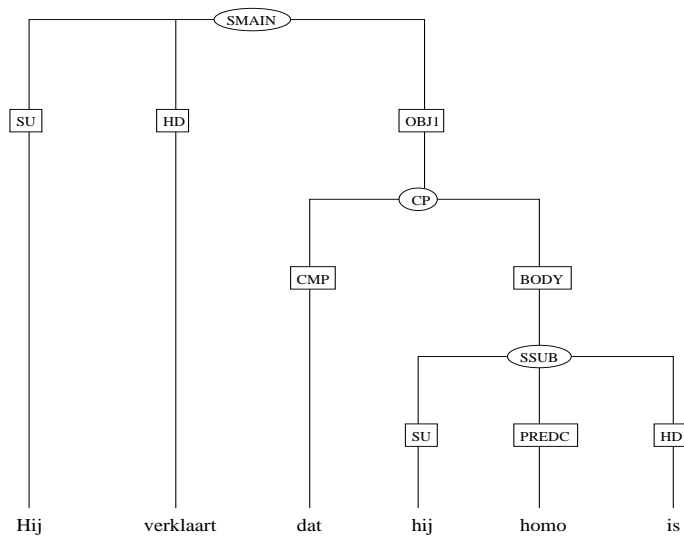 SMAIN
SU HD OBJ1
CP
CMP BODY
SSUB
SU PREDC HD
Hij verklaart dat hij homo is